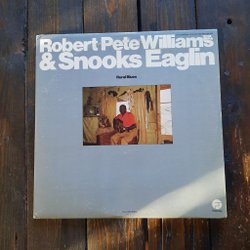 Robert Pete Williams
& Snooks Eaglin
Rural Blues